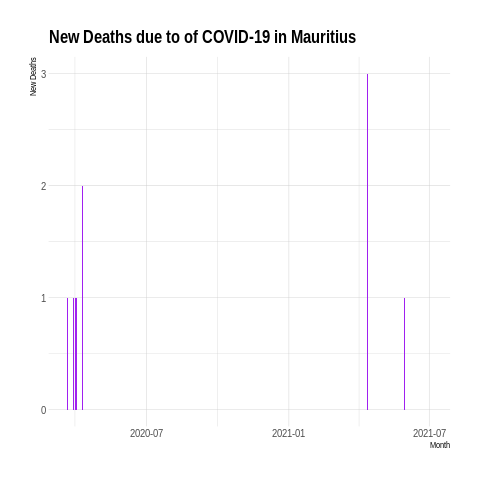 New Deaths due to of COVID-19 in Mauritius
New Deaths
3
2
1
0
2020-07 2021-01 2021-07
Month